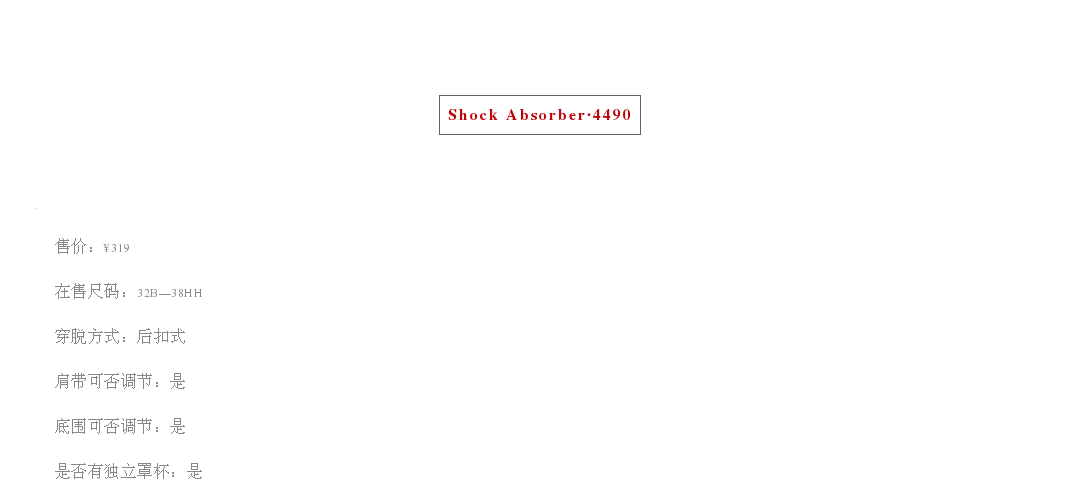 Shock Absorber·4490
售价：¥319
在售尺码：32B—38HH
穿脱方式：后扣式
肩带可否调节：是
底围可否调节：是
是否有独立罩杯：是